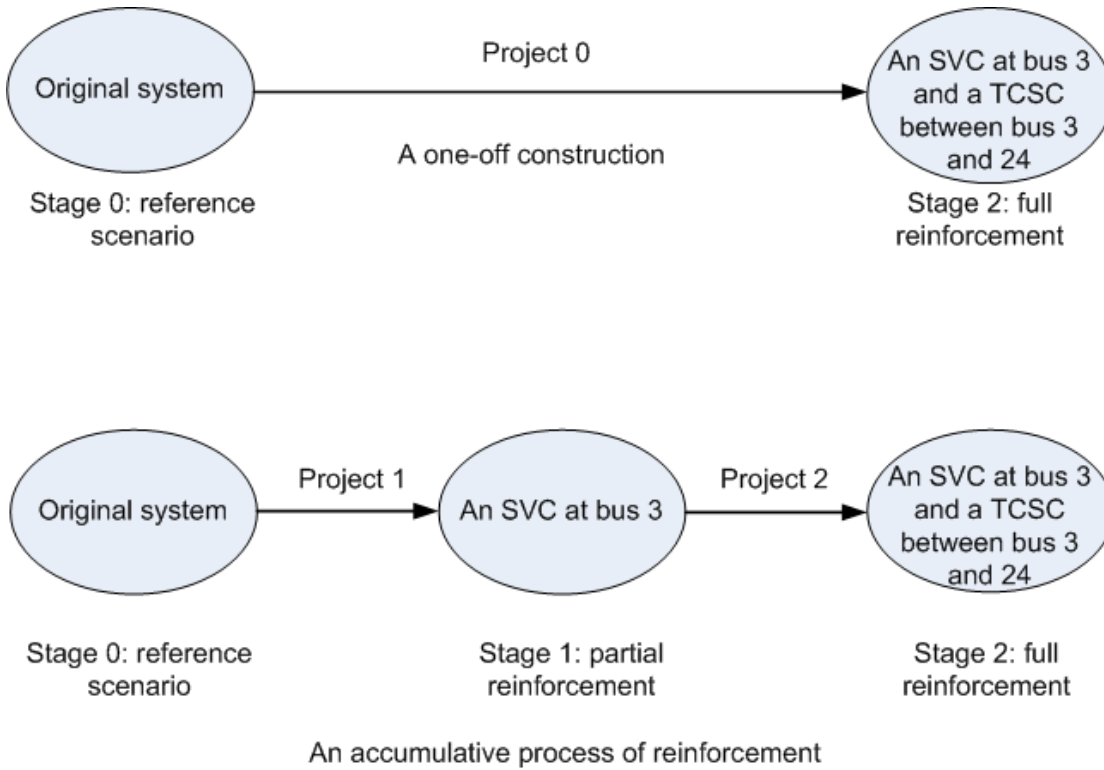 Original system
Project 0
An SVC at bus 3
and a TCSC
between bus 3
and 24
A one-off construction
Stage 0: reference
scenario
Stage 2: full
reinforcement
Original system
Project 1
An SVC at bus 3
Project 2
An SVC at bus 3
and a TCSC
between bus 3
and 24
Stage 0: reference
scenario
Stage 1: partial
reinforcement
Stage 2: full
reinforcement
An accumulative process of reinforcement